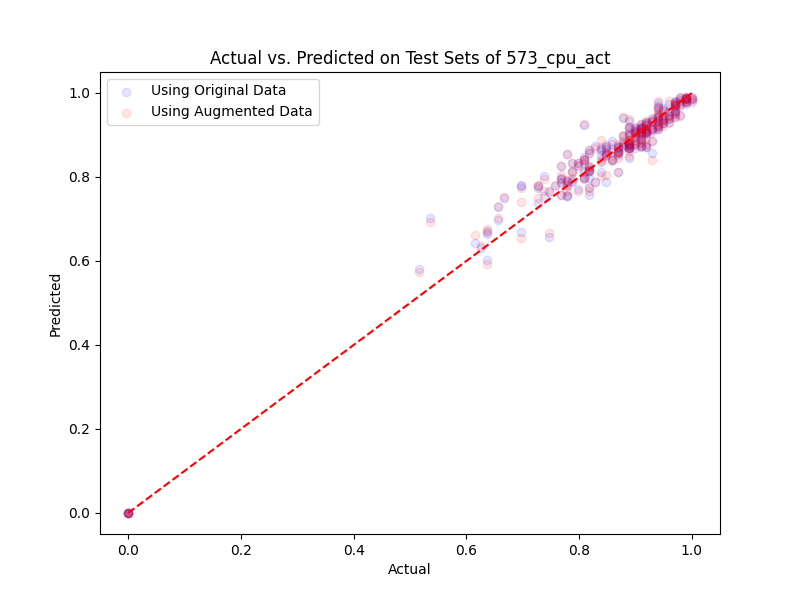 Actual vs. Predicted on Test Sets of 573_cpu_act
Using Original Data
Using Augmented Data
1.0
0.8
0.6
0.4
0.2
0.0
Predicted
0.0 0.2 0.4 0.6 0.8 1.0
Actual